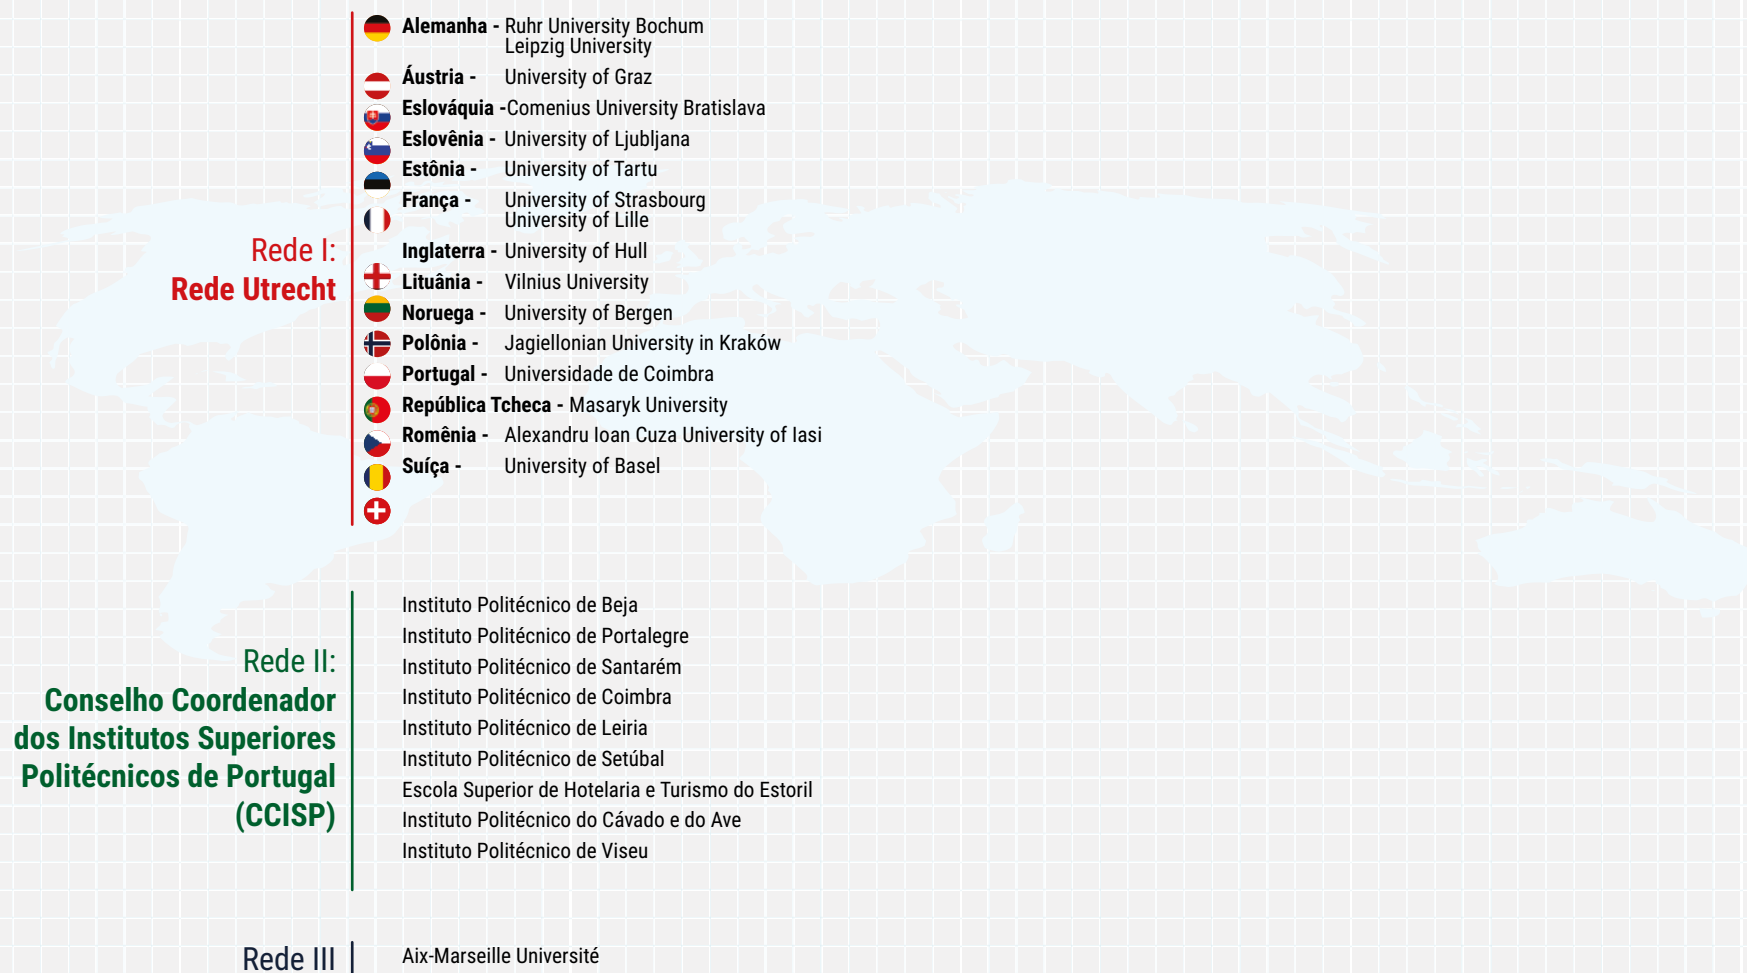 Rede I:
Rede Utrecht
Alemanha - Ruhr University Bochum
Leipzig University
Áustria - University of Graz
Eslováquia -Comenius University Bratislava
Eslovênia - University of Ljubljana
Estônia - University of Tartu
França - University of Strasbourg
University of Lille
Inglaterra - University of Hull
Lituânia - Vilnius University
Noruega - University of Bergen
Polônia - Jagiellonian University in Kraków
Portugal - Universidade de Coimbra
República Tcheca - Masaryk University
Romênia - Alexandru Ioan Cuza University of Iasi
Suíça - University of Basel
Rede II:
Conselho Coordenador
dos Institutos Superiores
Politécnicos de Portugal
(CCISP)
Instituto Politécnico de Beja
Instituto Politécnico de Portalegre
Instituto Politécnico de Santarém
Instituto Politécnico de Coimbra
Instituto Politécnico de Leiria
Instituto Politécnico de Setúbal
Escola Superior de Hotelaria e Turismo do Estoril
Instituto Politécnico do Cávado e do Ave
Instituto Politécnico de Viseu
Rede III
Aix-Marseille Université